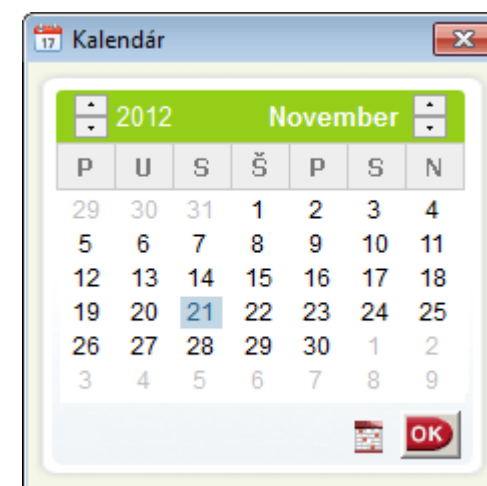 17 Kalendár
2012 November
P U S Š P S N
29 30 31 1 2 3 4
5 6 7 8 9 10 11
12 13 14 15 16 17 18
19 20 21 22 23 24 25
26 27 28 29 30 1 2
3 4 5 6 7 8 9
OK